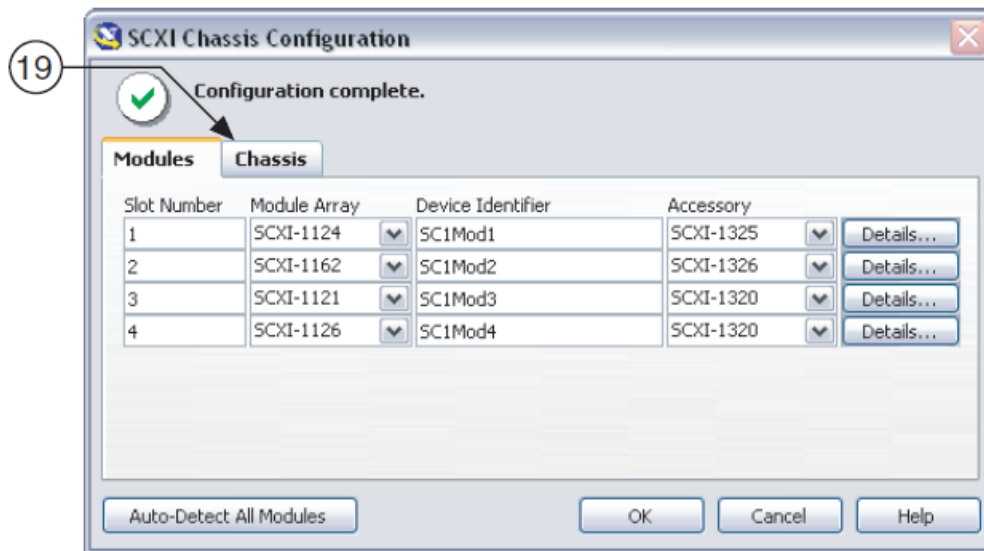 SCXI Chassis Configuration
19
Configuration complete.
Modules Chassis
Slot Number Module Array Device Identifier Accessory
1 SCXI-1124 SC1Mod1 SCXI-1325 Details...
2 SCXI-1162 SC1Mod2 SCXI-1326 Details...
3 SCXI-1121 SC1Mod3 SCXI-1320 Details...
4 SCXI-1126 SC1Mod4 SCXI-1320 Details...
Auto-Detect All Modules OK Cancel Help